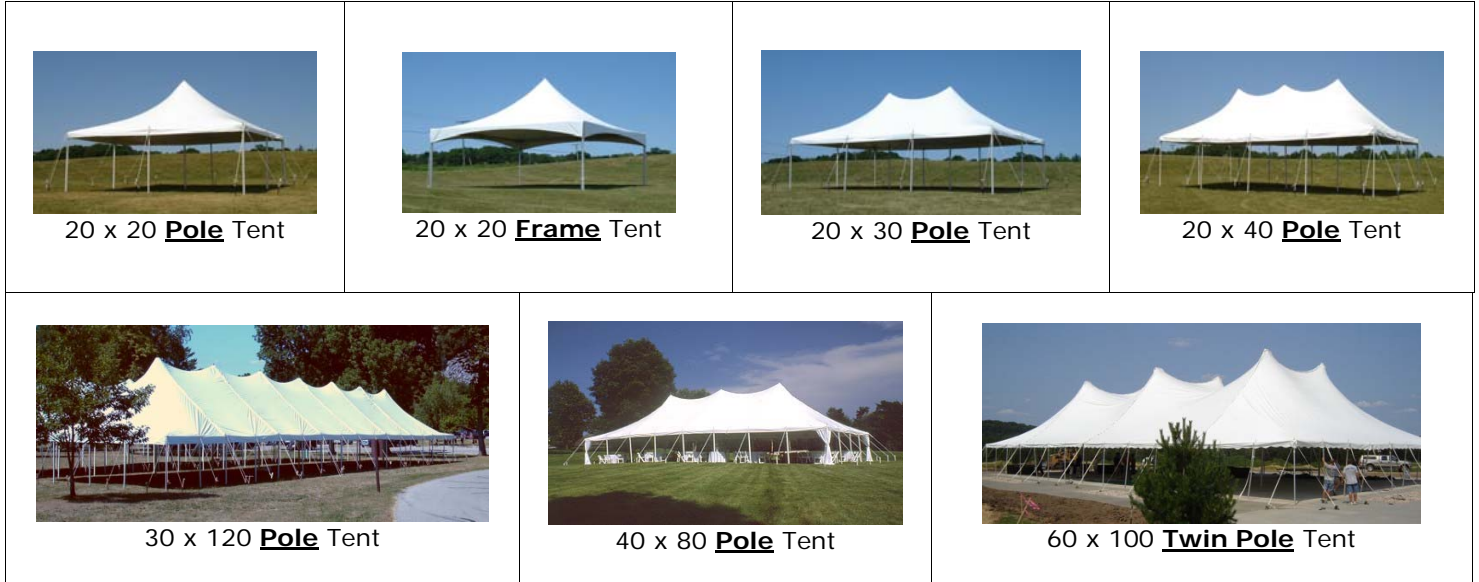 20 x 20 Pole Tent
20 x 20 Frame Tent
20 x 30 Pole Tent
20 x 40 Pole Tent
30 x 120 Pole Tent
40 x 80 Pole Tent
60 x 100 Twin Pole Tent